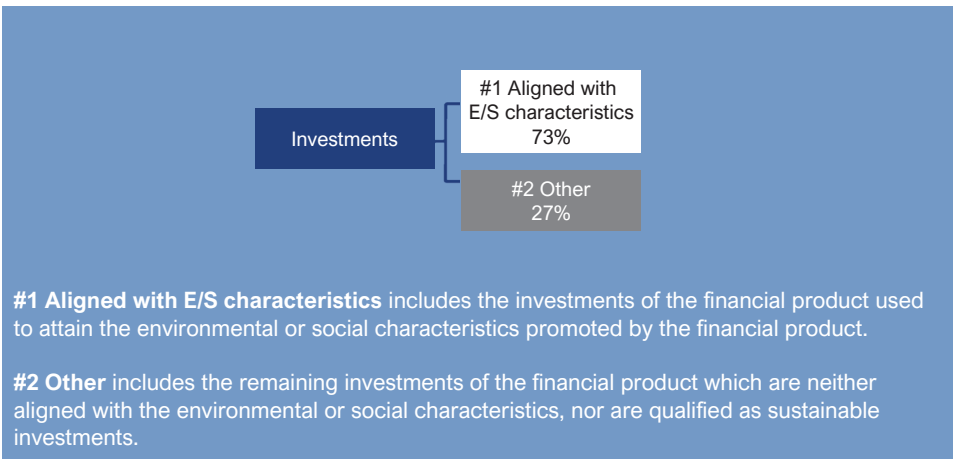 #1 Aligned with
E/S characteristics
73%
Investments
#2 Other
27%
#1 Aligned with E/S characteristics includes the investments of the financial product used
to attain the environmental or social characteristics promoted by the financial product.
#2 Other includes the remaining investments of the financial product which are neither
aligned with the environmental or social characteristics, nor are qualified as sustainable
investments.